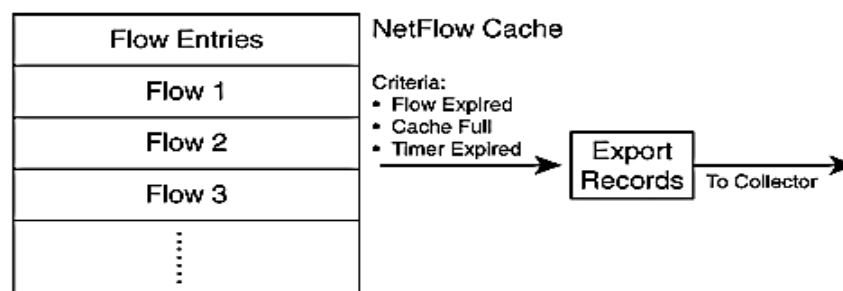 Flow Entries
Flow 1
Flow 2
Flow 3
NetFlow Cache
Criteria:
• Flow Expired
• Cache Full
• Timer Expired
Export
Records
To Collector